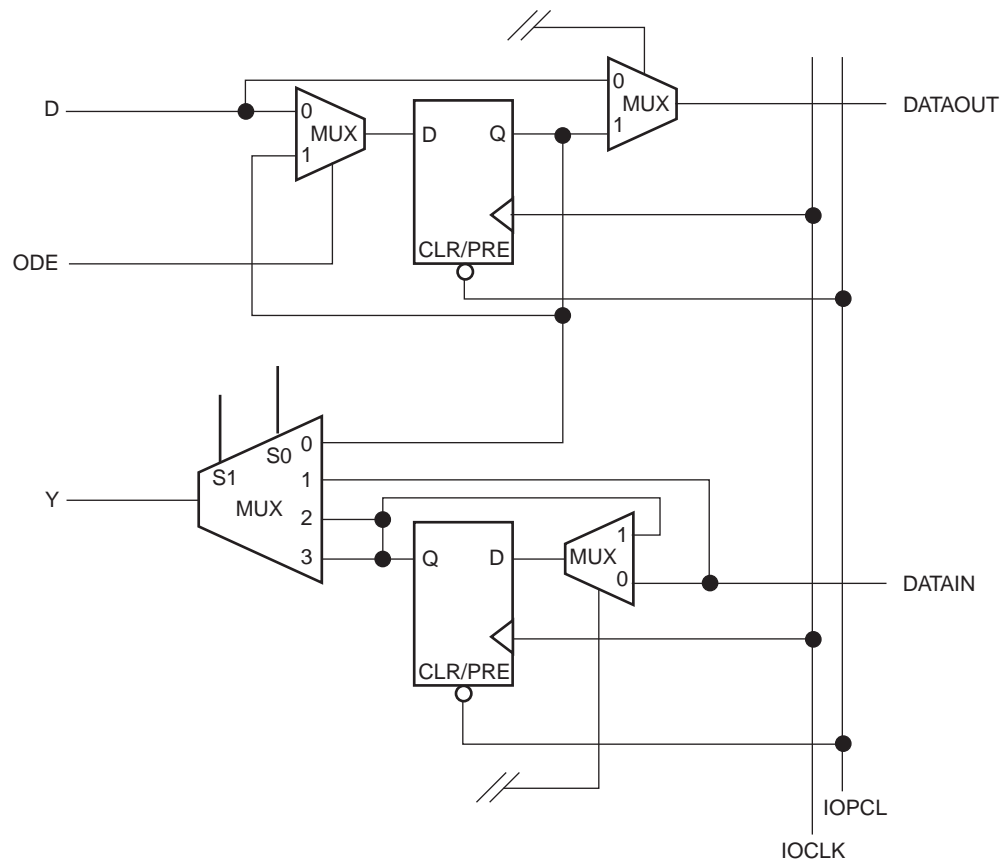 0
MUX
1
DATAOUT
D
0
MUX
1
D
Q
CLR/PRE
ODE
S0
S1
0
1
2
3
MUX
Y
Q
D
CLR/PRE
1
MUX
0
DATAIN
IOPCL
IOCLK